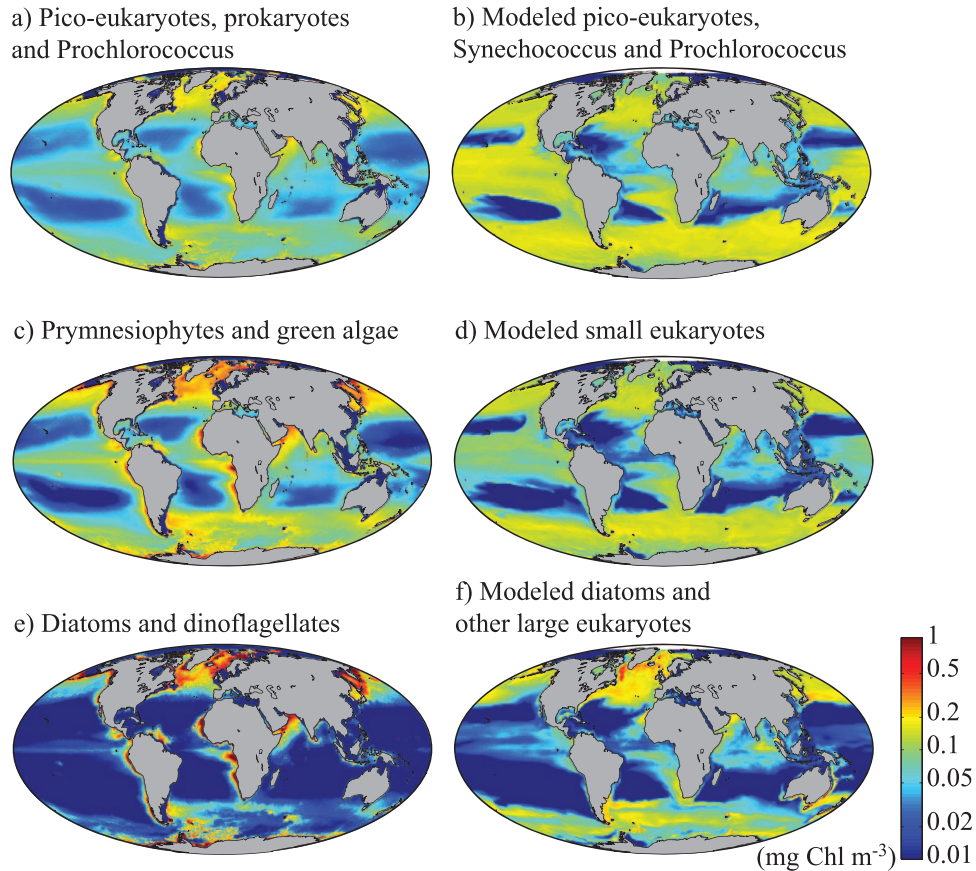 a) Pico-eukaryotes, prokaryotes
and Prochlorococcus
b) Modeled pico-eukaryotes,
Synechococcus and Prochlorococcus
c) Prymnesiophytes and green algae
d) Modeled small eukaryotes
e) Diatoms and dinoflagellates
f) Modeled diatoms and
other large eukaryotes
1
0.5
0.2
0.1
0.05
0.02
0.01
(mg Chl m⁻³)